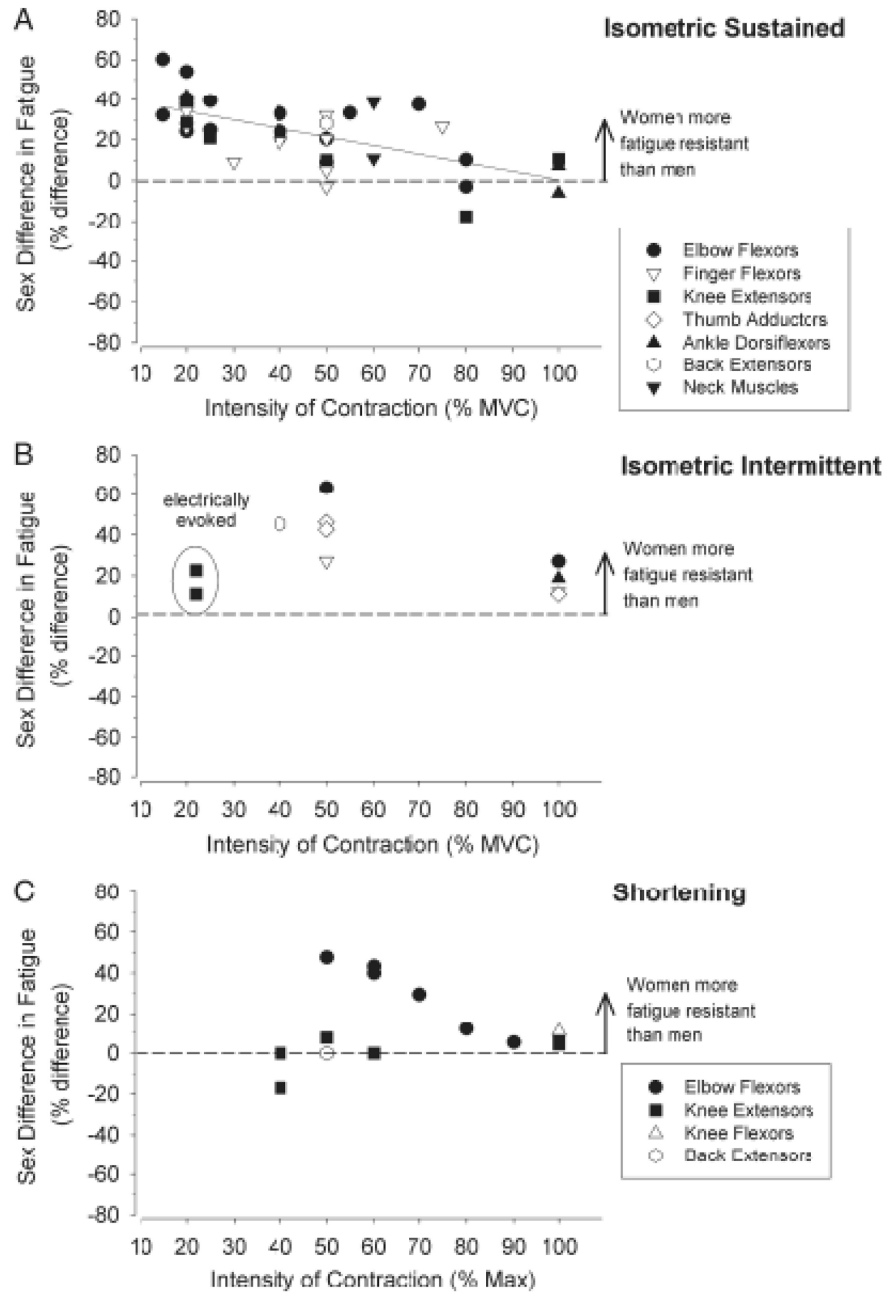 A
Isometric Sustained
Sex Difference in Fatigue
(% difference)
80
60
40
20
0
-20
-40
-60
-80
10 20 30 40 50 60 70 80 90 100
Intensity of Contraction (% MVC)
Women more
fatigue resistant
than men
Elbow Flexors
Finger Flexors
Knee Extensors
Thumb Adductors
Ankle Dorsiflexors
Back Extensors
Neck Muscles
B
Isometric Intermittent
Sex Difference in Fatigue
(% difference)
80
60
40
20
0
-20
-40
-60
-80
electrically
evoked
10 20 30 40 50 60 70 80 90 100
Intensity of Contraction (% MVC)
Women more
fatigue resistant
than men
C
Shortening
Sex Difference in Fatigue
(% difference)
80
60
40
20
0
-20
-40
-60
-80
10 20 30 40 50 60 70 80 90 100
Intensity of Contraction (% Max)
Women more
fatigue resistant
than men
Elbow Flexors
Knee Extensors
Knee Flexors
Back Extensors